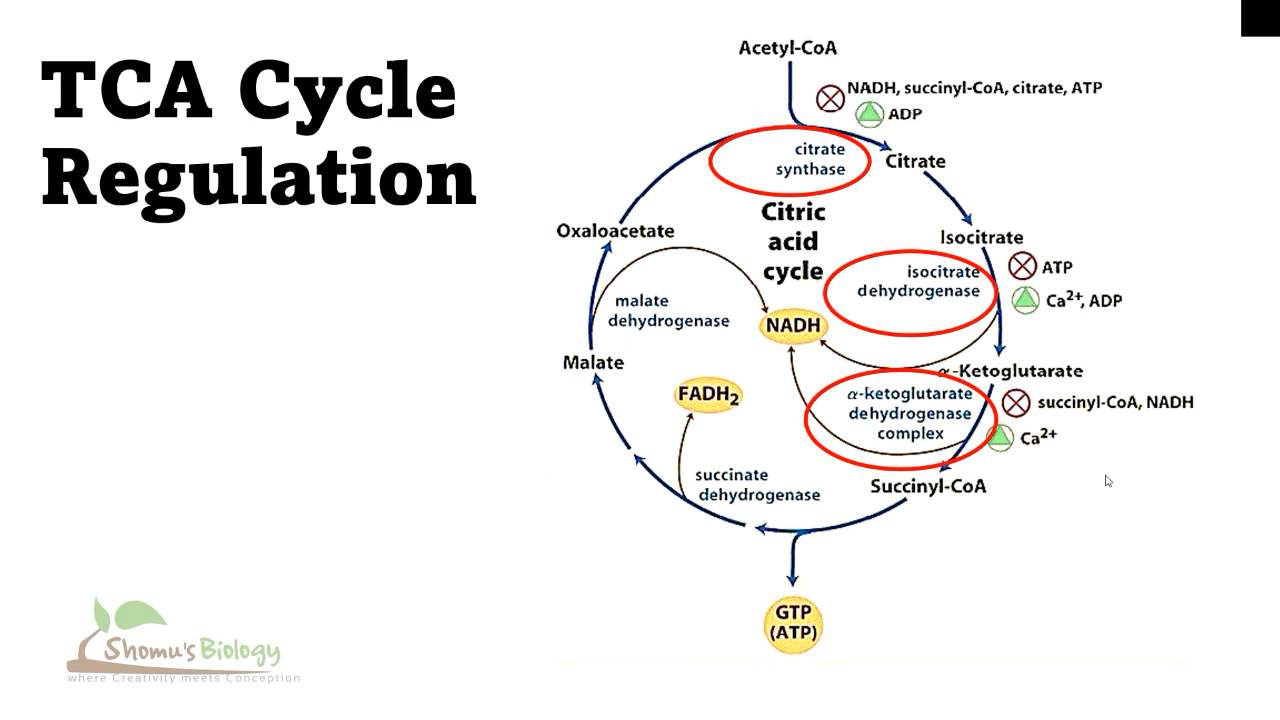 TCA Cycle
Regulation
Acetyl-CoA
NADH, succinyl-CoA, citrate, ATP
ADP
citrate
synthase
Citrate
Citric
acid
cycle
Oxaloacetate
Isocitrate
isocitrate
dehydrogenase
ATP
Ca²⁺, ADP
malate
dehydrogenase
NADH
Malate
α-Ketoglutarate
FADH₂
α-ketoglutarate
dehydrogenase
complex
succinyl-CoA, NADH
Ca²⁺
succinate
dehydrogenase
Succinyl-CoA
GTP
(ATP)
Shomu's Biology
where Creativity meets Conception